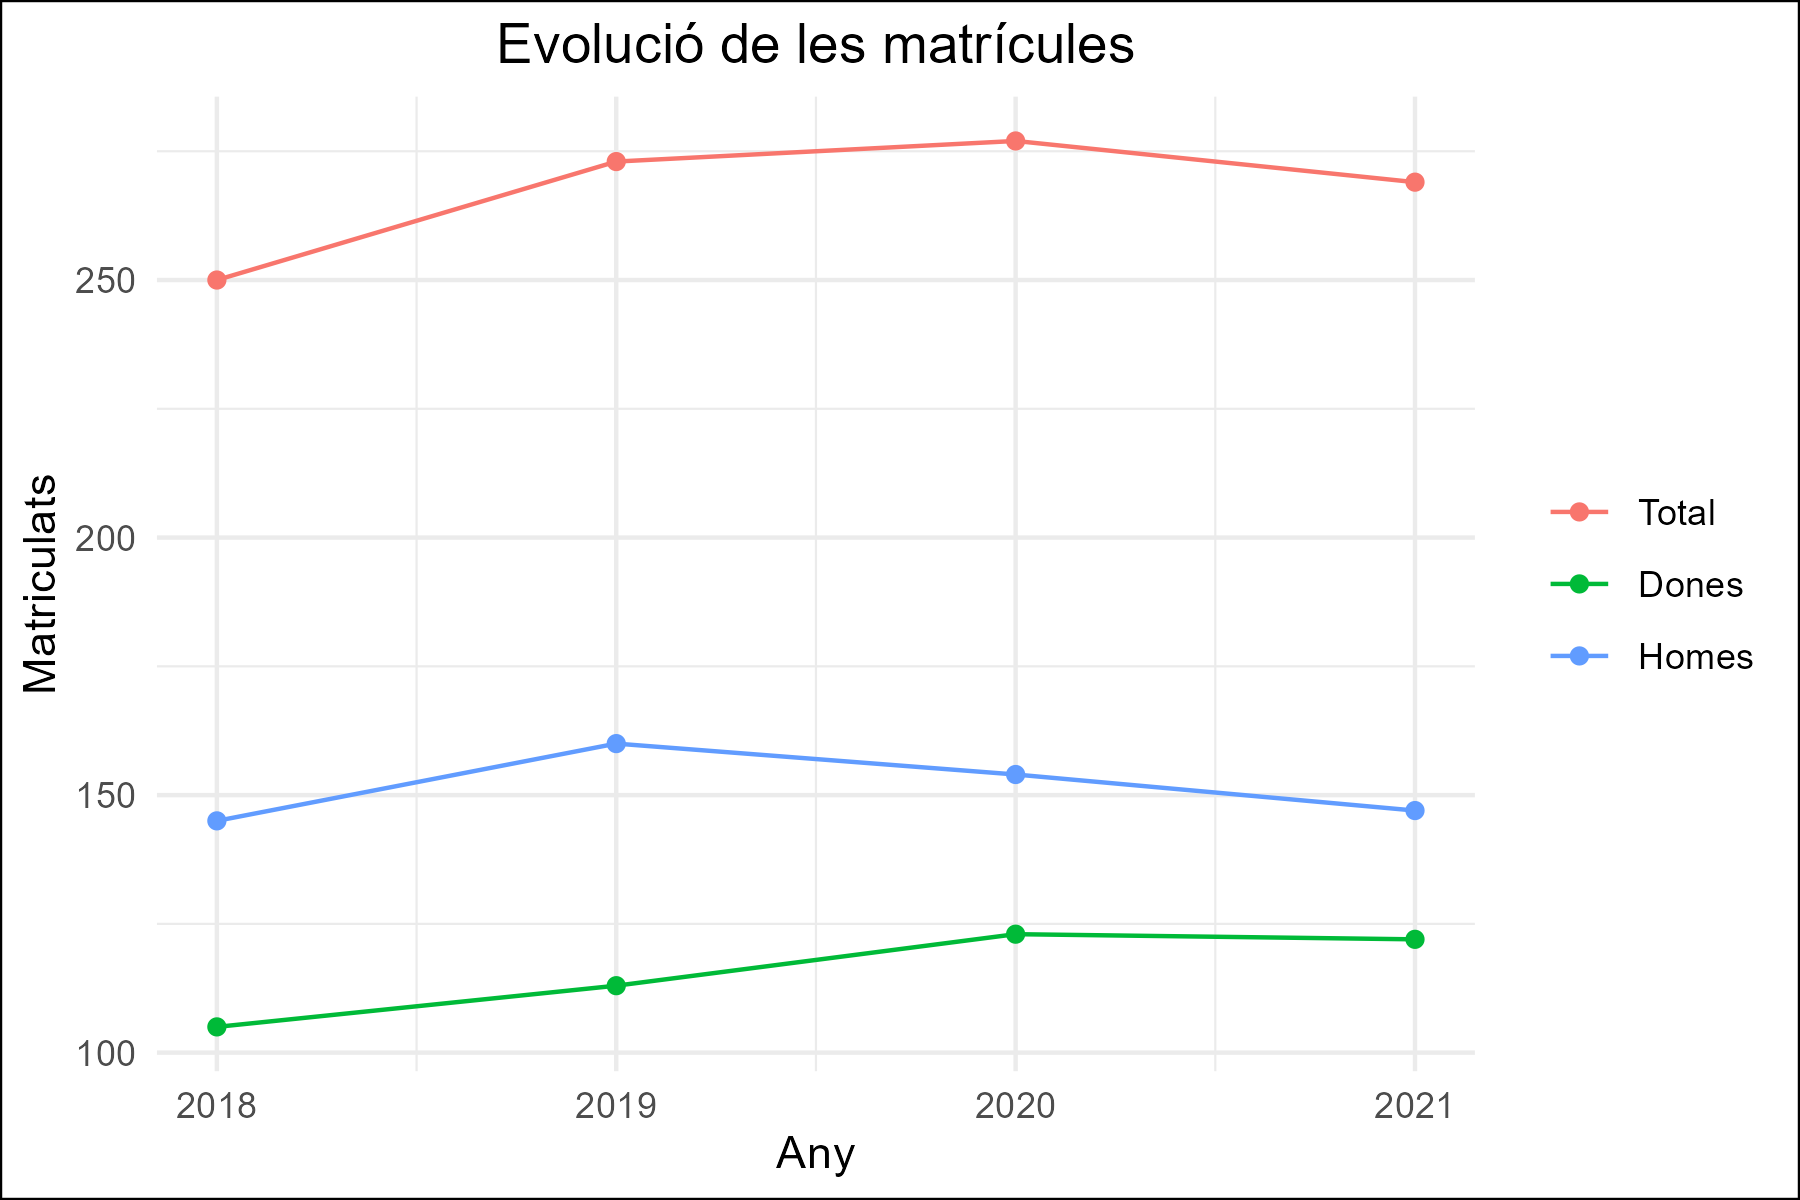 Evolució de les matrícules
Matriculats
250
200
150
100
2018
2019
2020
2021
Any
Total
Dones
Homes